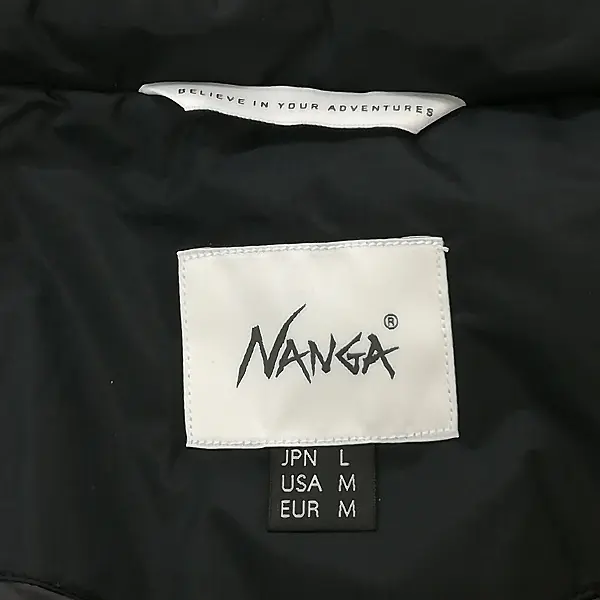 BELIEVE IN YOUR ADVENTURES
NANGA®
JPN L
USA M
EUR M